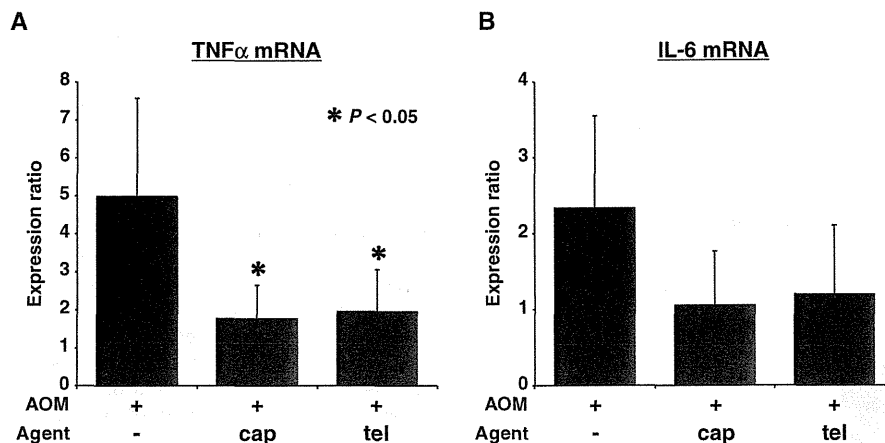 A
TNFα mRNA
8
7
6
5
4
3
2
1
0
Expression ratio
* P < 0.05
*
*
AOM + + +
Agent - cap tel
B
IL-6 mRNA
4
3
2
1
0
Expression ratio
AOM + + +
Agent - cap tel